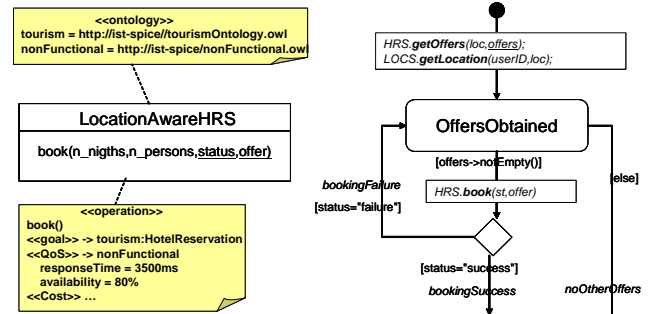 <<ontology>>
tourism = http://ist-spice//tourismOntology.owl
nonFunctional = http://ist-spice/nonFunctional.owl
LocationAwareHRS
book(n_nigths,n_persons,status,offer)
<<operation>>
book()
<<goal>> -> tourism:HotelReservation
<<QoS>> -> nonFunctional
responseTime = 3500ms
availability = 80%
<<Cost>> ...
HRS.getOffers(loc,offers);
LOCS.getLocation(userID,loc);
OffersObtained
[offers->notEmpty()]
bookingFailure
[else]
HRS.book(st,offer)
[status="failure"]
[status="success"]
bookingSuccess
noOtherOffers